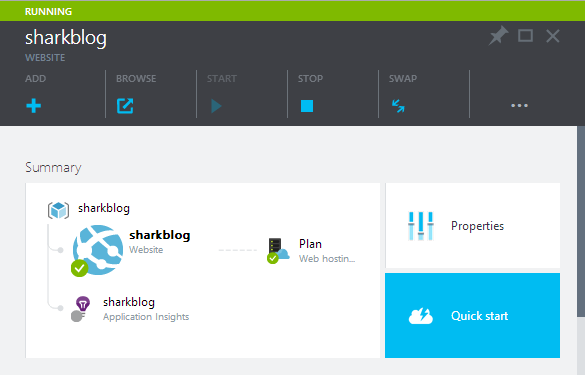 RUNNING
sharkblog
WEBSITE
ADD BROWSE START STOP SWAP
...
Summary
sharkblog
sharkblog
Website
Plan
Web hostin...
sharkblog
Application Insights
Properties
Quick start